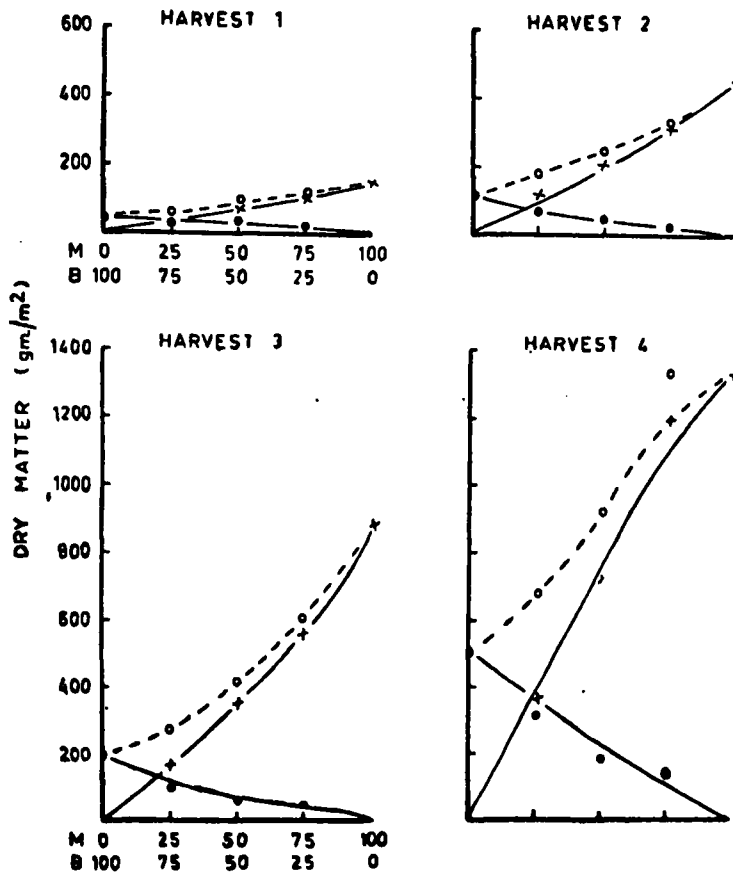 HARVEST 1
HARVEST 2
600
400
200
M 0 25 50 75 100
B 100 75 50 25 0
DRY MATTER (gm/m2)
HARVEST 3
HARVEST 4
1400
1200
1000
800
600
400
200
M 0 25 50 75 100
B 100 75 50 25 0